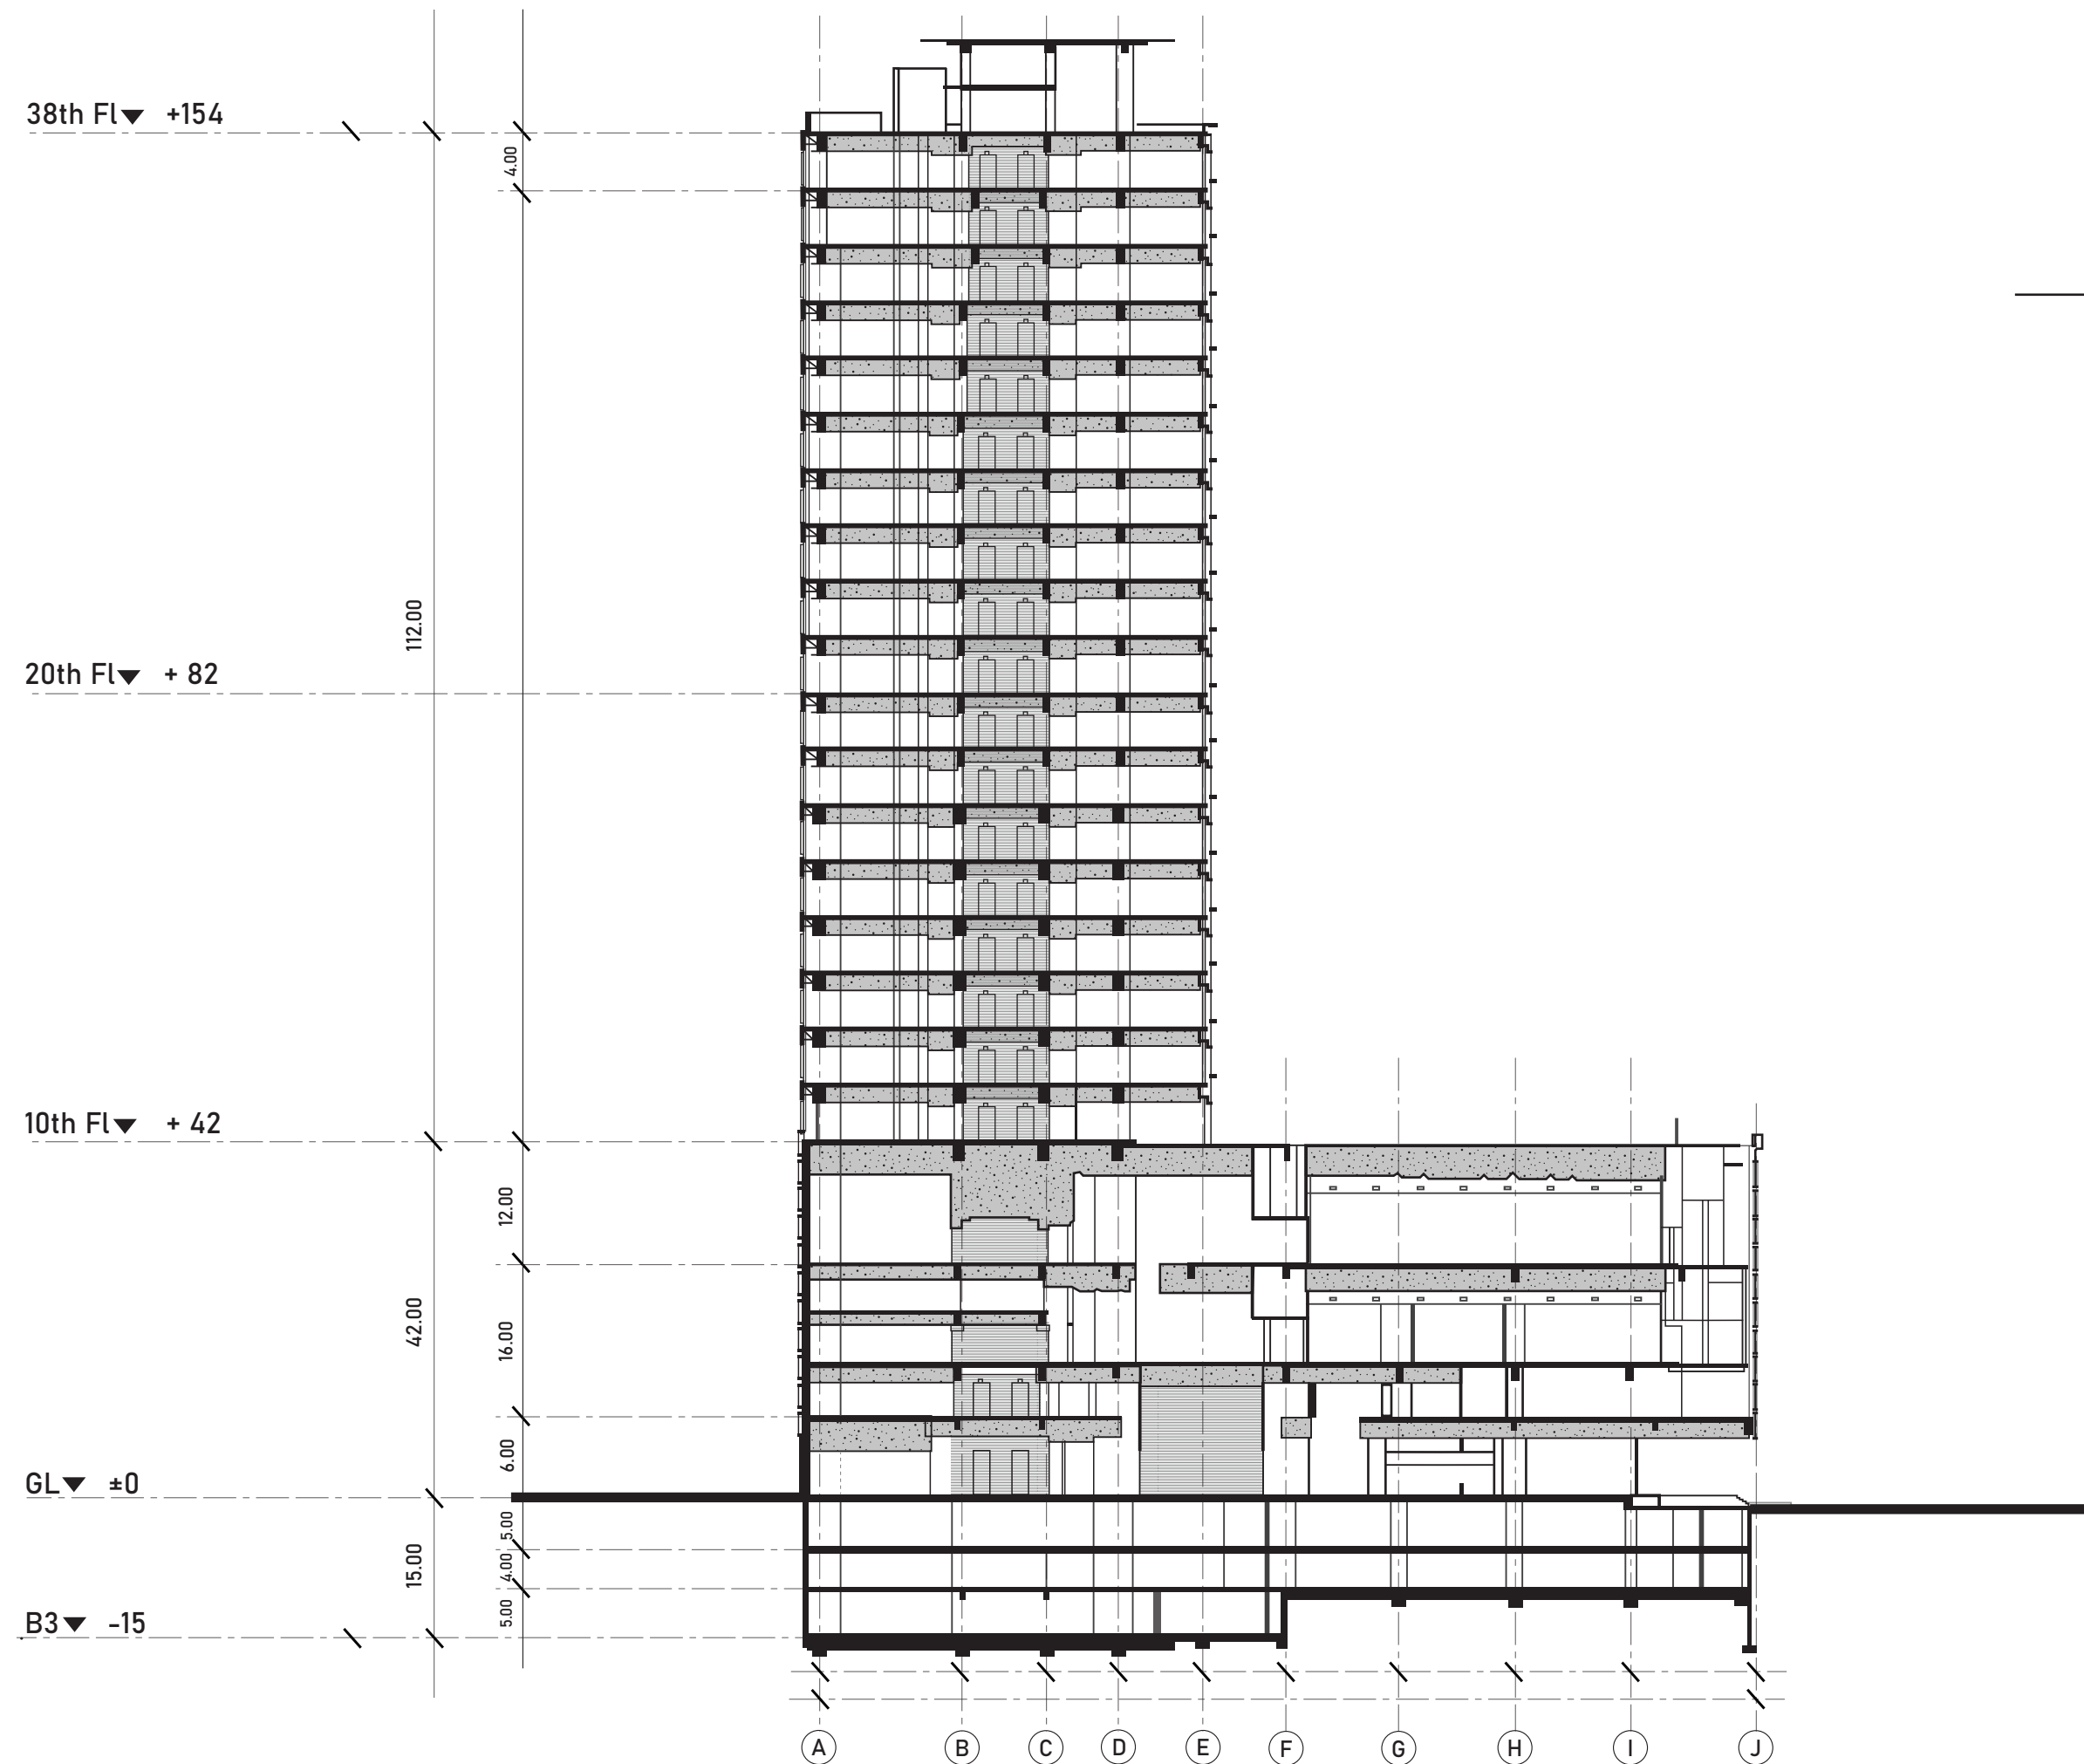 38th Fl +154
4.00
112.00
20th Fl + 82
10th Fl + 42
12.00
42.00
16.00
6.00
GL ±0
5.00
15.00
4.00
5.00
B3 -15
A B C D E F G H I J